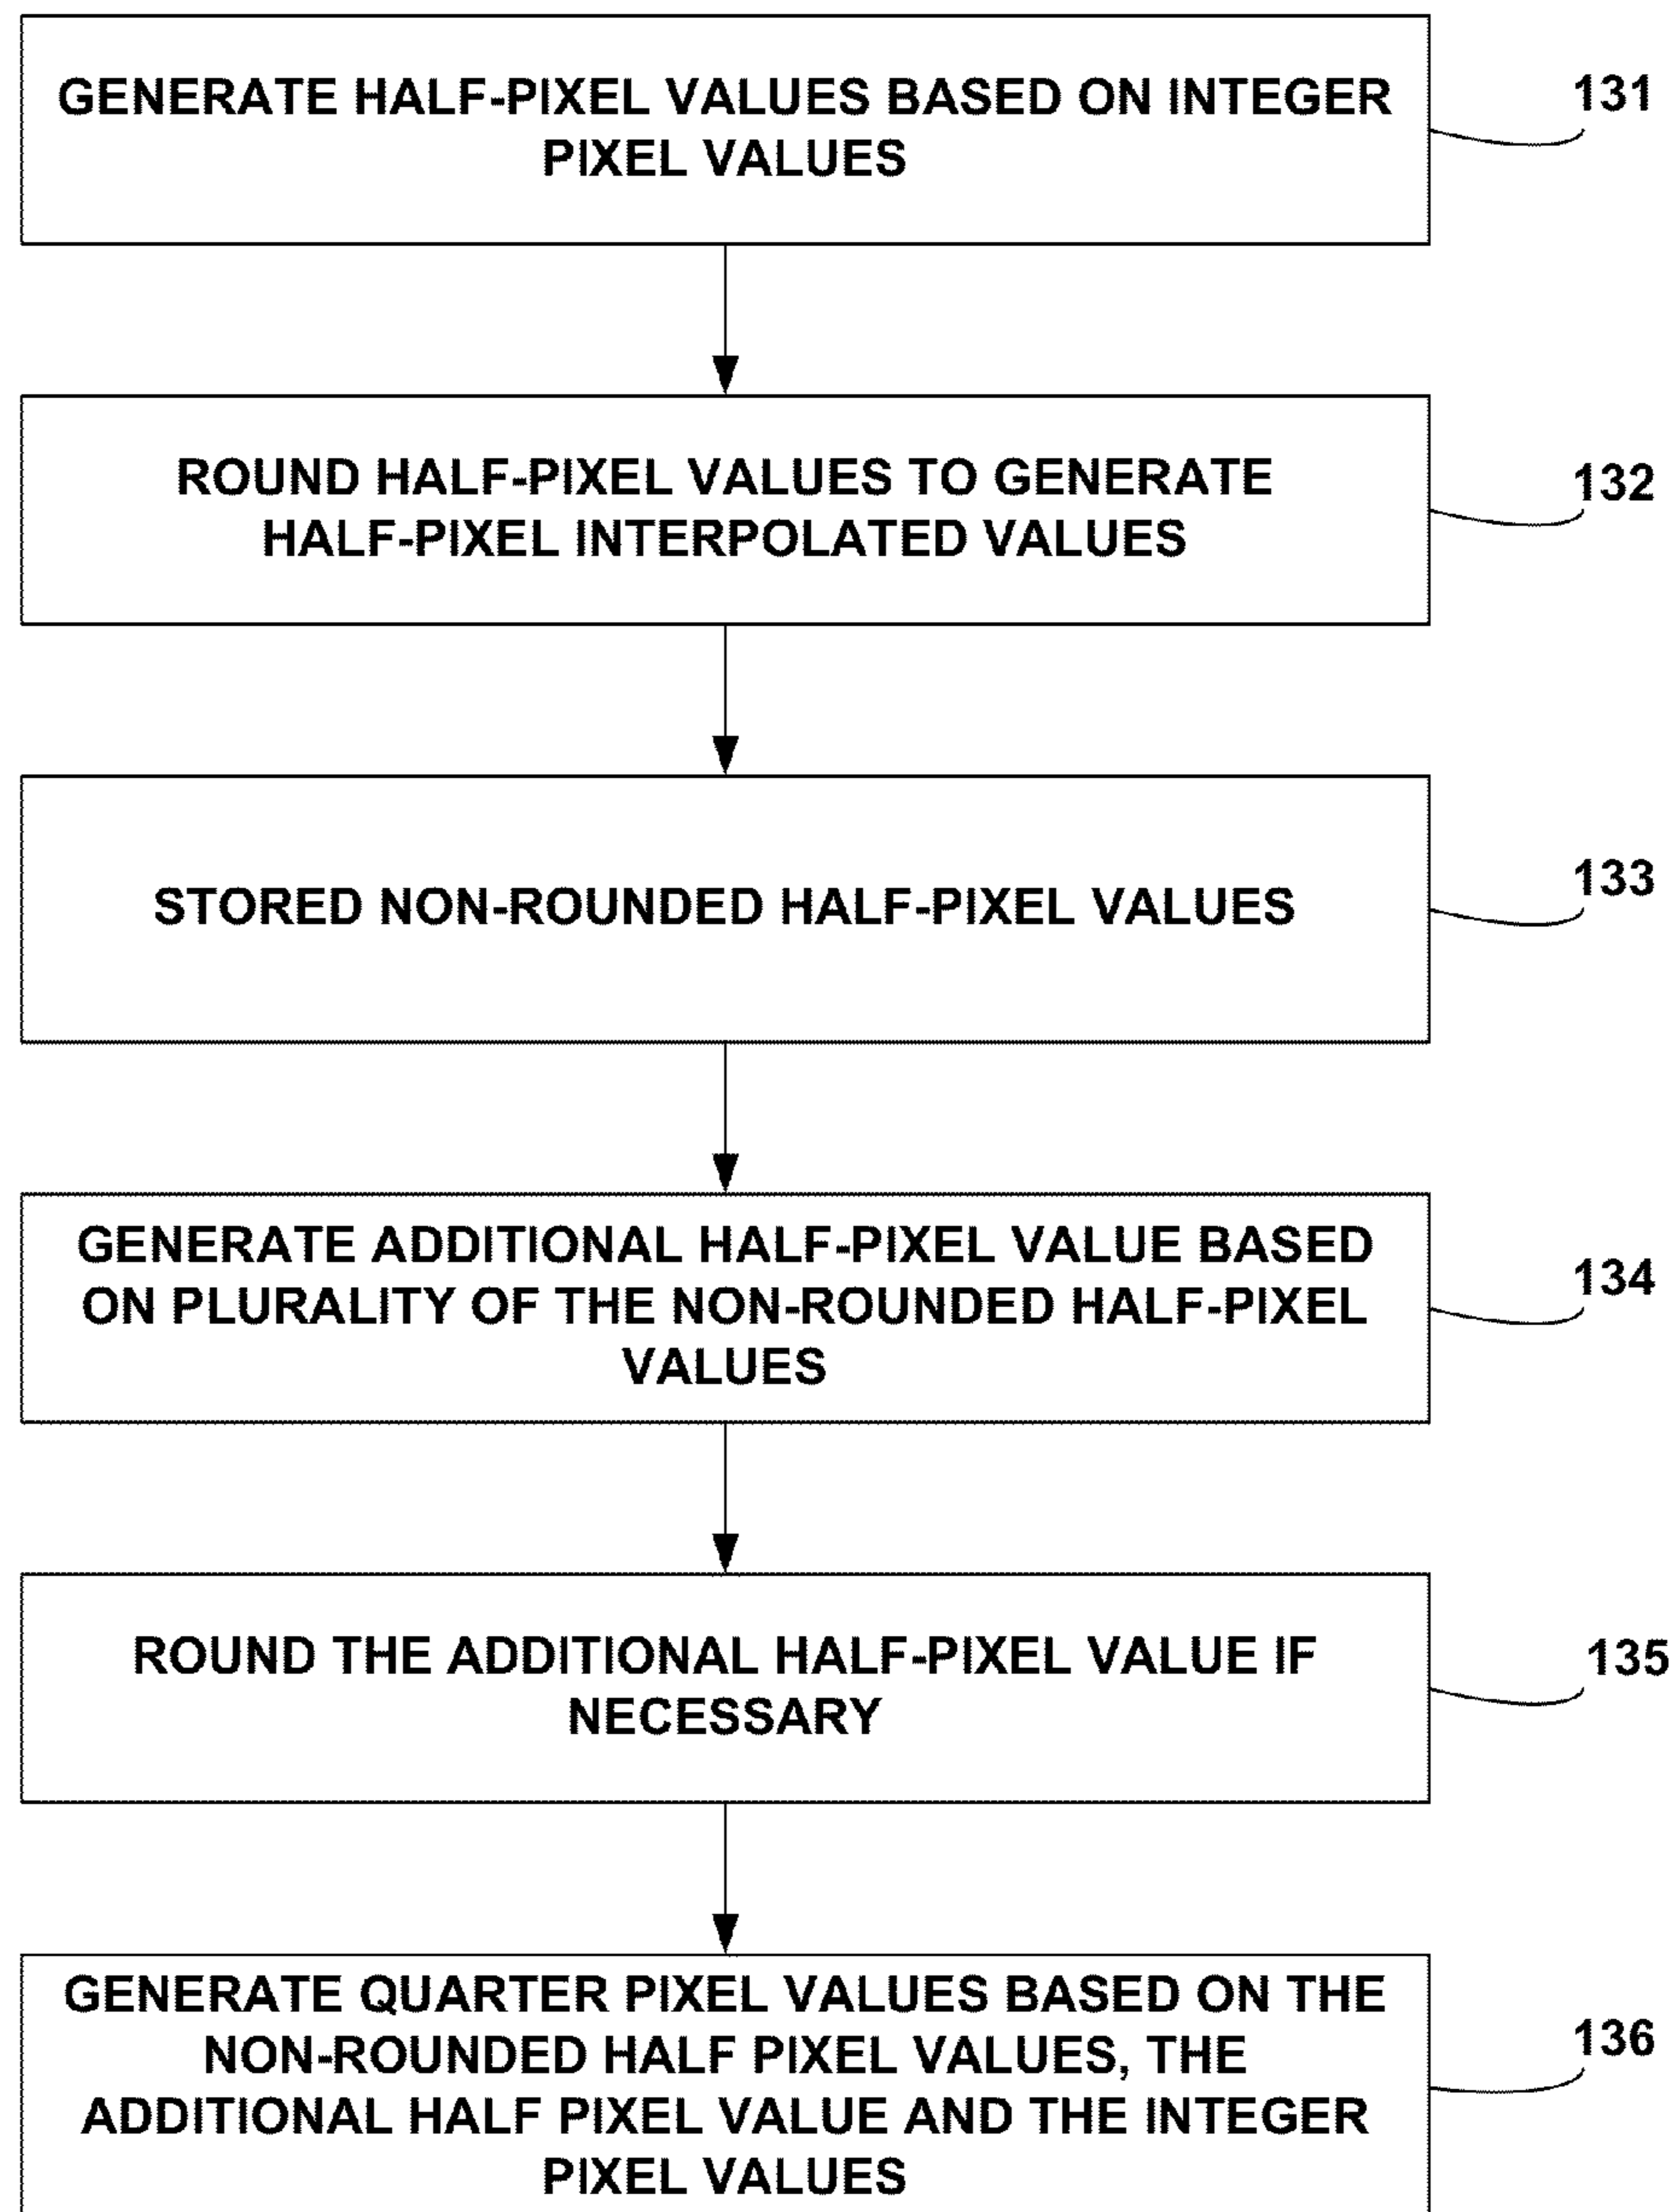 GENERATE HALF-PIXEL VALUES BASED ON INTEGER
PIXEL VALUES
131
ROUND HALF-PIXEL VALUES TO GENERATE
HALF-PIXEL INTERPOLATED VALUES
132
STORED NON-ROUNDED HALF-PIXEL VALUES
133
GENERATE ADDITIONAL HALF-PIXEL VALUE BASED
ON PLURALITY OF THE NON-ROUNDED HALF-PIXEL
VALUES
134
ROUND THE ADDITIONAL HALF-PIXEL VALUE IF
NECESSARY
135
GENERATE QUARTER PIXEL VALUES BASED ON THE
NON-ROUNDED HALF PIXEL VALUES, THE
ADDITIONAL HALF PIXEL VALUE AND THE INTEGER
PIXEL VALUES
136